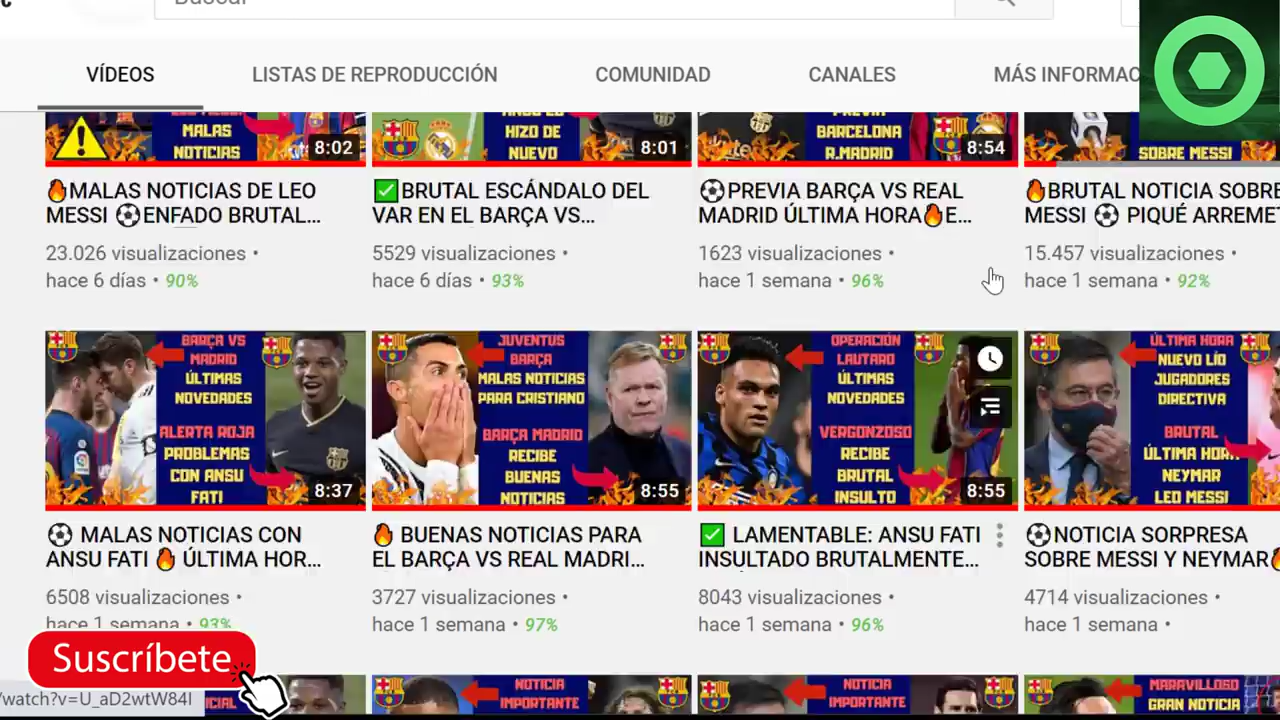 Buscar
VÍDEOS
LISTAS DE REPRODUCCIÓN
COMUNIDAD
CANALES
MÁS INFORMAC
MALAS
NOTICIAS
8:02
HIZO DE
NUEVO
8:01
BARCELONA
R.MADRID
8:54
SOBRE MESSI
🔥MALAS NOTICIAS DE LEO
MESSI ⚽ENFADO BRUTAL...
23.026 visualizaciones •
hace 6 días • 90%
✅BRUTAL ESCÁNDALO DEL
VAR EN EL BARÇA VS...
5529 visualizaciones •
hace 6 días • 93%
⚽PREVIA BARÇA VS REAL
MADRID ÚLTIMA HORA🔥E...
1623 visualizaciones •
hace 1 semana • 96%
🔥BRUTAL NOTICIA SOBRE
MESSI ⚽ PIQUÉ ARREMET
15.457 visualizaciones •
hace 1 semana • 92%
BARÇA VS
MADRID
ÚLTIMAS
NOVEDADES
ALERTA ROJA
PROBLEMAS
CON ANSU
FATI
8:37
JUVENTUS
BARÇA
MALAS NOTICIAS
PARA CRISTIANO
BARÇA MADRID
RECIBE
BUENAS
NOTICIAS
8:55
OPERACIÓN
LAUTARO
ÚLTIMAS
NOVEDADES
VERGONZOSO
RECIBE
BRUTAL
INSULTO
8:55
ÚLTIMA HORA
NUEVO LÍO
JUGADORES
DIRECTIVA
BRUTAL
ÚLTIMA HORA
NEYMAR
LEO MESSI
⚽ MALAS NOTICIAS CON
ANSU FATI 🔥 ÚLTIMA HOR...
6508 visualizaciones •
hace 1 semana • 93%
🔥 BUENAS NOTICIAS PARA
EL BARÇA VS REAL MADRI...
3727 visualizaciones •
hace 1 semana • 97%
✅ LAMENTABLE: ANSU FATI
INSULTADO BRUTALMENTE...
8043 visualizaciones •
hace 1 semana • 96%
⚽NOTICIA SORPRESA
SOBRE MESSI Y NEYMAR🔥
4714 visualizaciones •
hace 1 semana •
Suscríbete
/watch?v=U_aD2wtW84I
NOTICIA
IMPORTANTE
NOTICIA
IMPORTANTE
MARAVILLOSO
GRAN NOTICIA